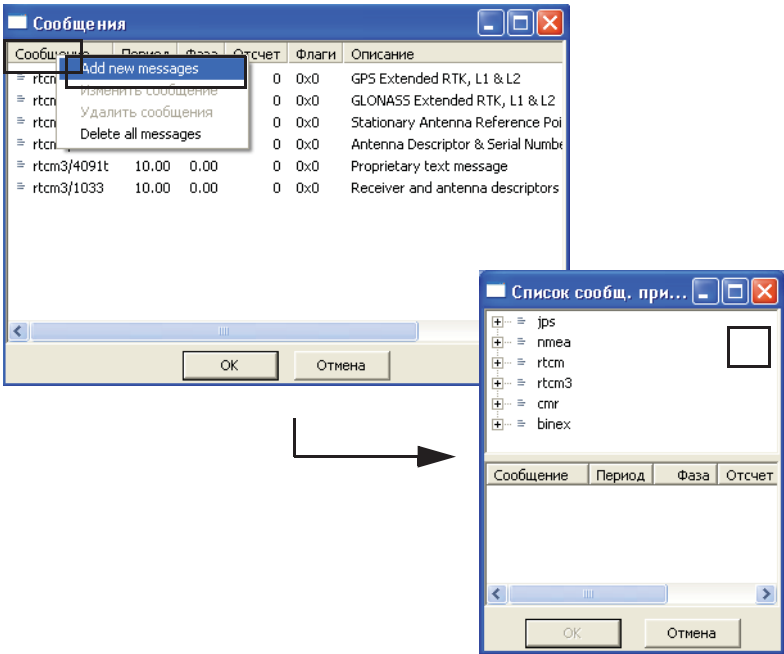 Сообщения
Сообщение Период Фаза Отсчет Флаги Описание
Add new messages
Изменить сообщение
Удалить сообщения
Delete all messages
rtcm 0 0x0 GPS Extended RTK, L1 & L2
rtcm 0 0x0 GLONASS Extended RTK, L1 & L2
rtcm 0 0x0 Stationary Antenna Reference Poi
rtcm 0 0x0 Antenna Descriptor & Serial Numbe
rtcm3/4091t 10.00 0.00 0 0x0 Proprietary text message
rtcm3/1033 10.00 0.00 0 0x0 Receiver and antenna descriptors
OK Отмена
Список сообщ. при...
jps
nmea
rtcm
rtcm3
cmr
binex
Сообщение Период Фаза Отсчет
OK Отмена